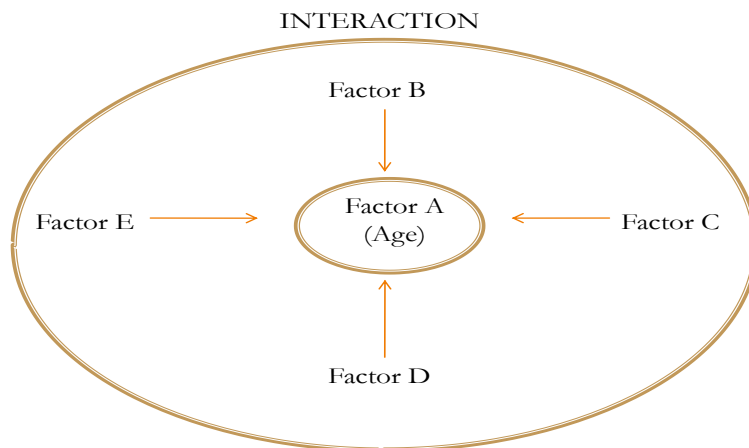 INTERACTION
Factor B
Factor E
Factor A
(Age)
Factor C
Factor D